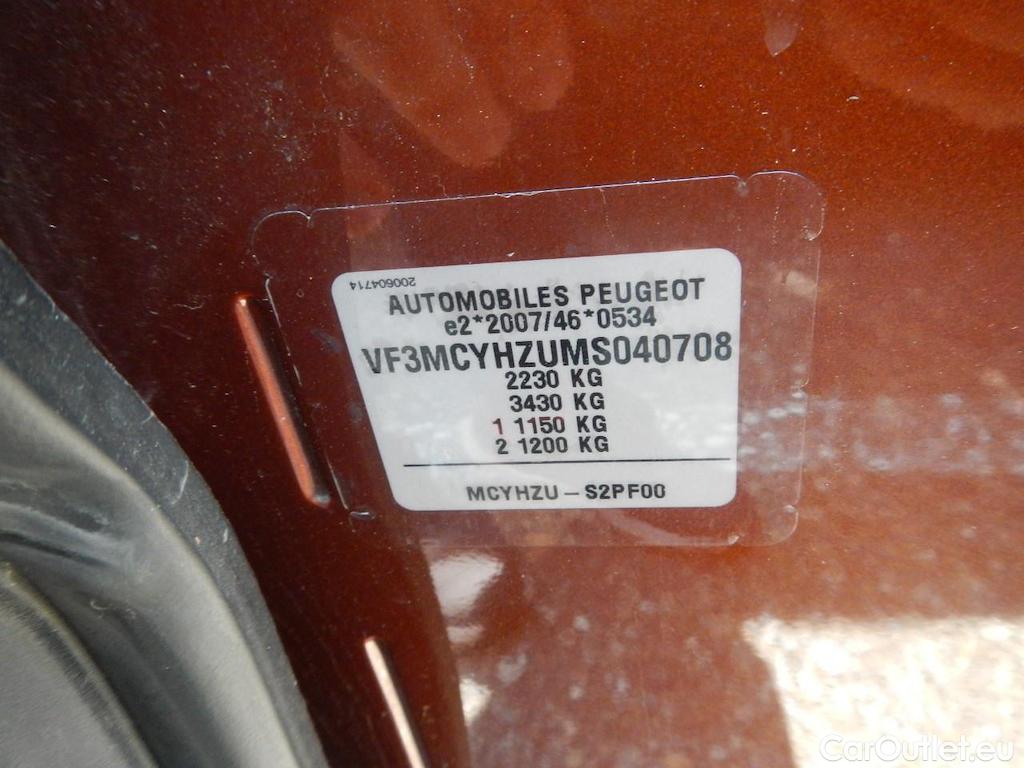 200604714
AUTOMOBILES PEUGEOT
e2*2007/46*0534
VF3MCYHZUMS040708
2230 KG
3430 KG
1 1150 KG
2 1200 KG
MCYHZU – S2PF00
CarOutlet.eu